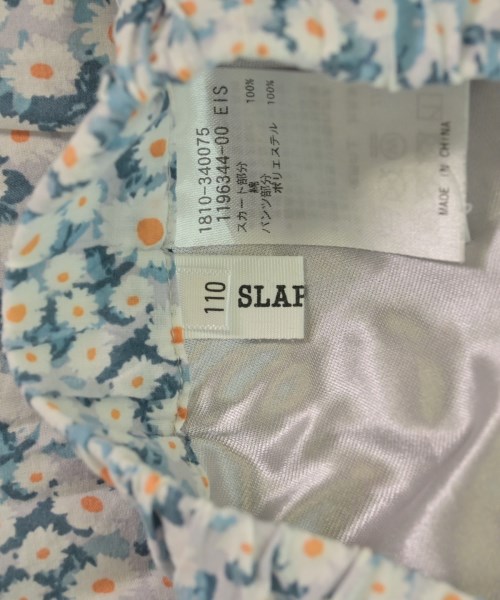 1810-340075
1196344-00 EIS
スカート部分
綿 100%
パンツ部分
ポリエステル 100%
MADE IN CHINA
110
SLAP